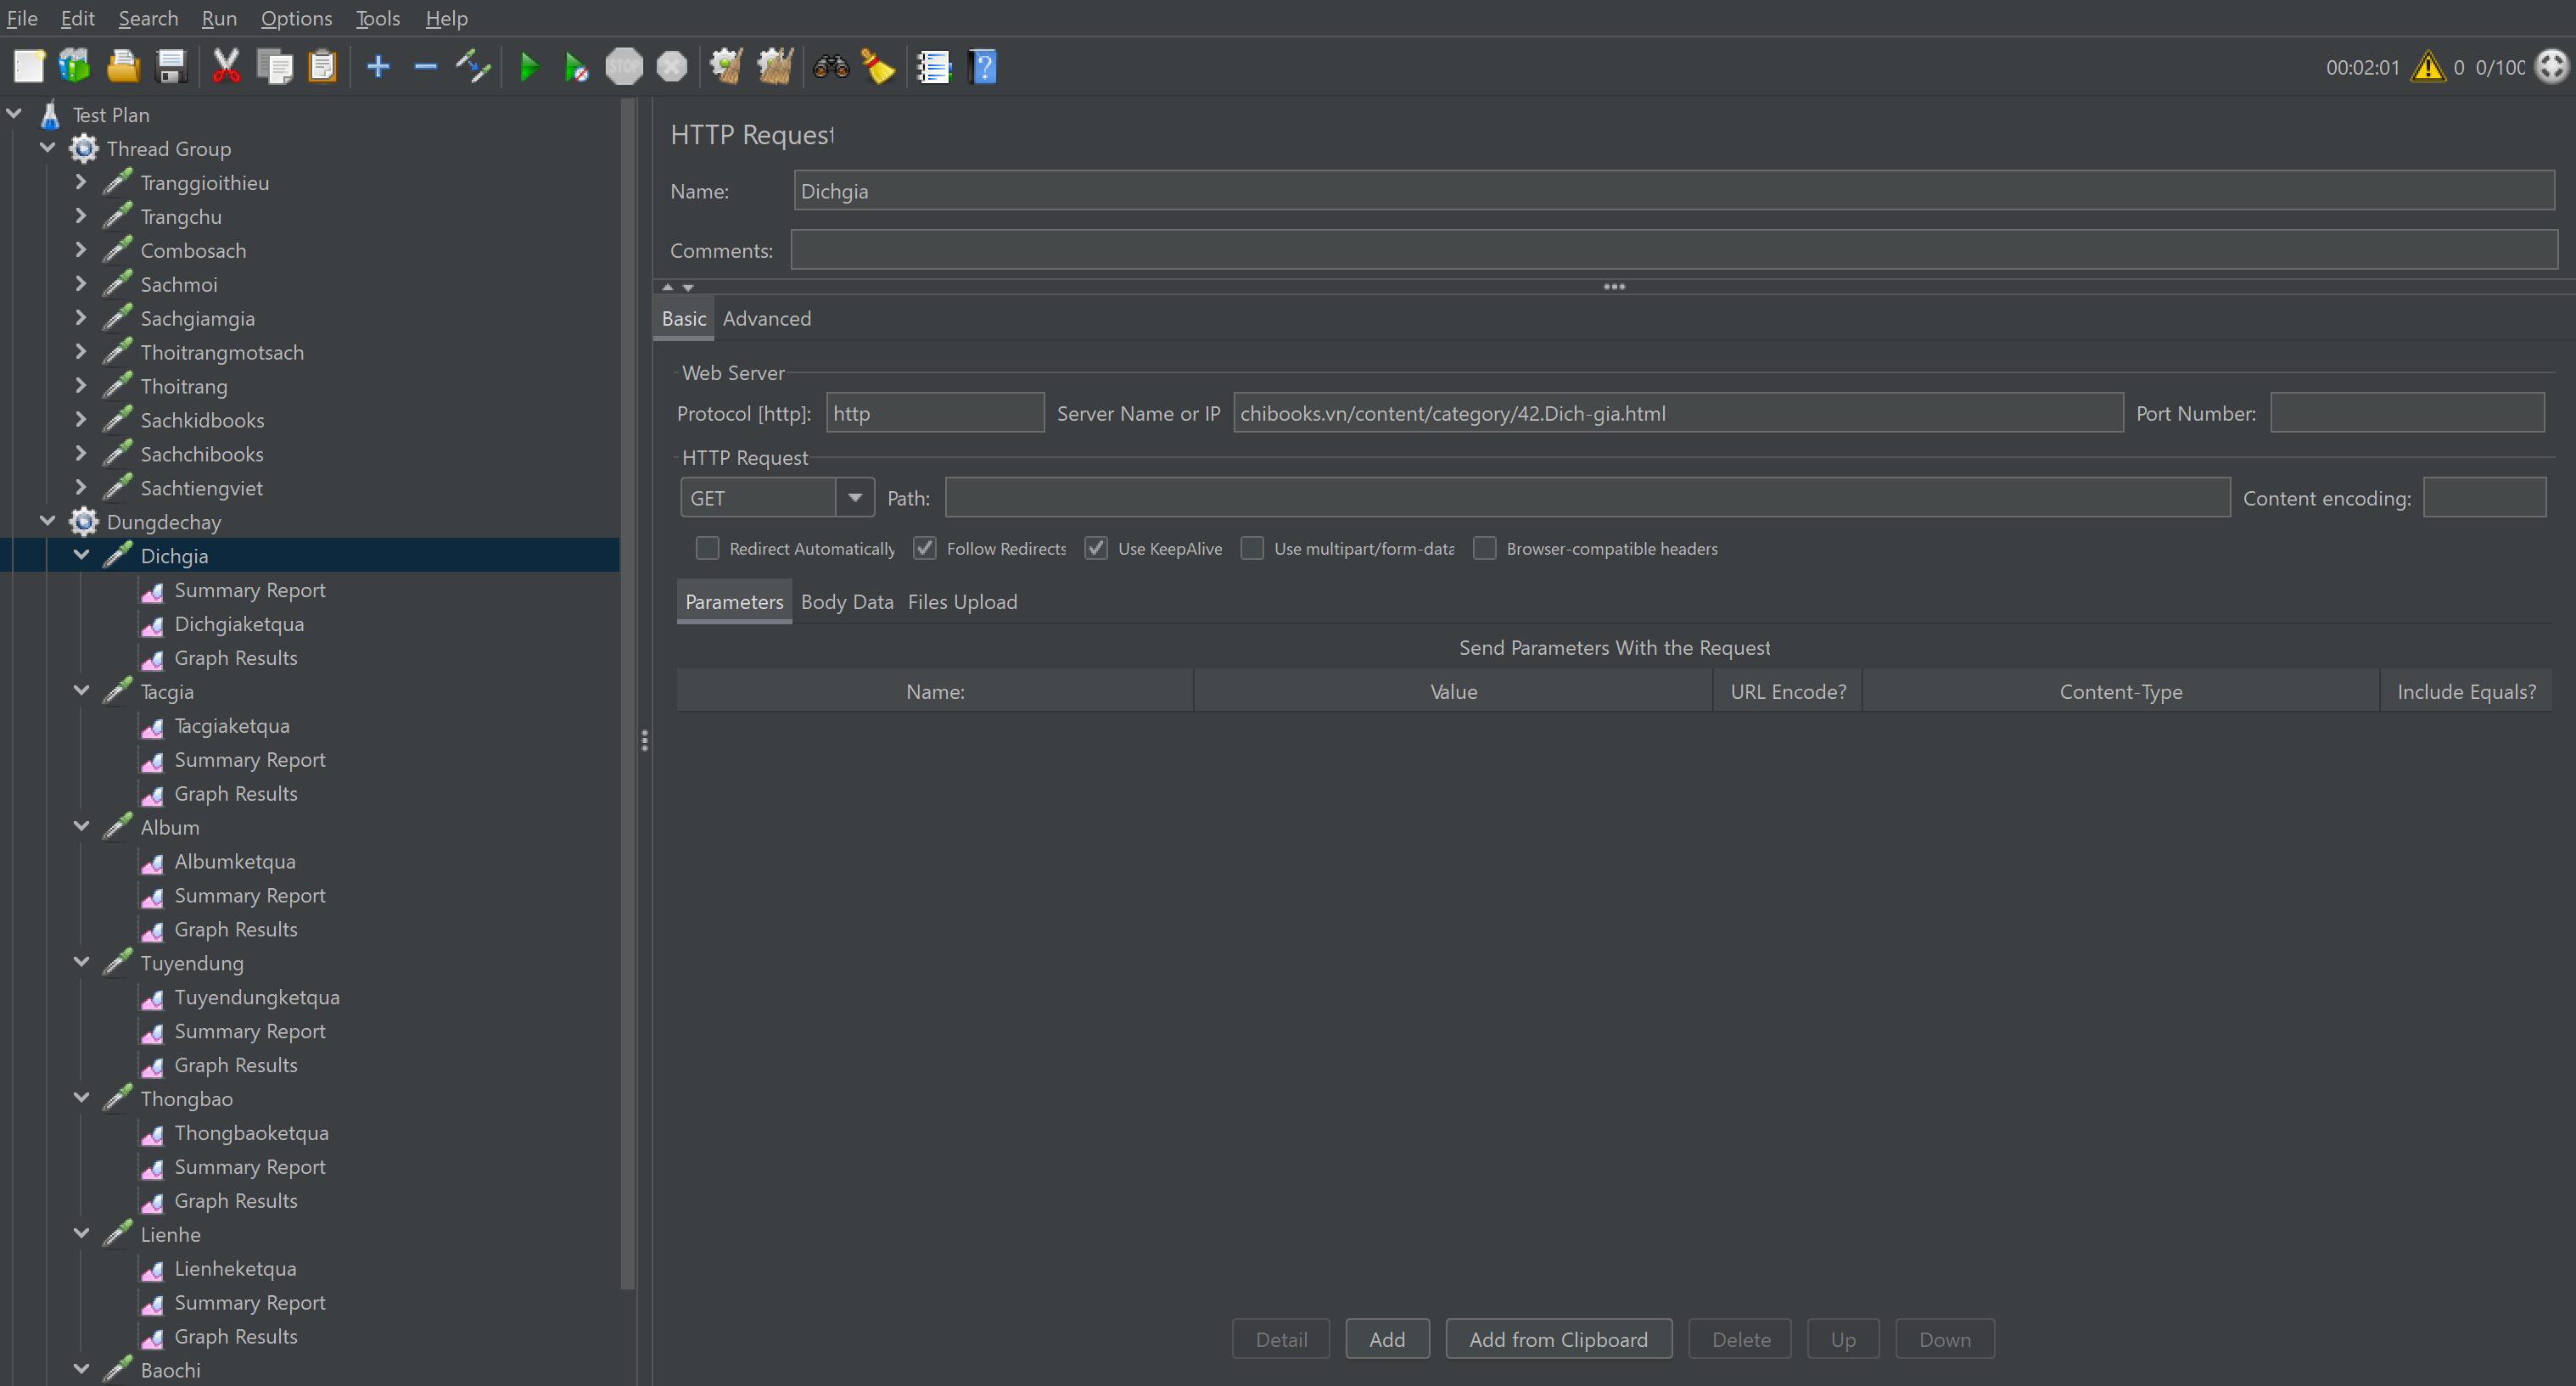 File Edit Search Run Options Tools Help
STOP
00:02:01 0 0/100
Test Plan
Thread Group
Tranggioithieu
Trangchu
Combosach
Sachmoi
Sachgiamgia
Thoitrangmotsach
Thoitrang
Sachkidbooks
Sachchibooks
Sachtiengviet
Dungdechay
Dichgia
Summary Report
Dichgiaketqua
Graph Results
Tacgia
Tacgiaketqua
Summary Report
Graph Results
Album
Albumketqua
Summary Report
Graph Results
Tuyendung
Tuyendungketqua
Summary Report
Graph Results
Thongbao
Thongbaoketqua
Summary Report
Graph Results
Lienhe
Lienheketqua
Summary Report
Graph Results
Baochi
HTTP Request
Name: Dichgia
Comments:
Basic Advanced
Web Server
Protocol [http]: http Server Name or IP chibooks.vn/content/category/42.Dich-gia.html Port Number:
HTTP Request
GET Path: Content encoding:
Redirect Automatically Follow Redirects Use KeepAlive Use multipart/form-data Browser-compatible headers
Parameters Body Data Files Upload
Send Parameters With the Request
Name: Value URL Encode? Content-Type Include Equals?
Detail Add Add from Clipboard Delete Up Down